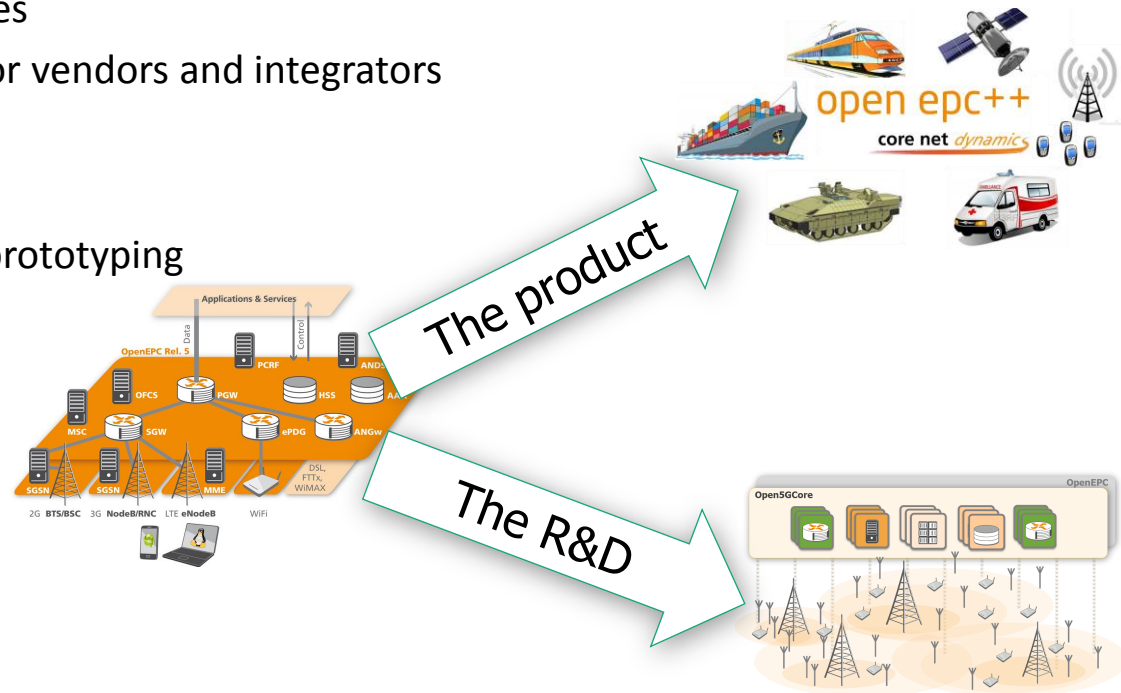 es
or vendors and integrators
prototyping
open epc++
core net dynamics
The product
Applications & Services
Data
Control
OpenEPC Rel. 5
PCRF
ANDS
OFCS
PGW
HSS
MSC
SGW
ePDG
ANGw
SGSN
SGSN
MME
DSL,
FTTx,
WiMAX
2G BTS/BSC 3G NodeB/RNC LTE eNodeB WiFi
The R&D
OpenEPC
Open5GCore